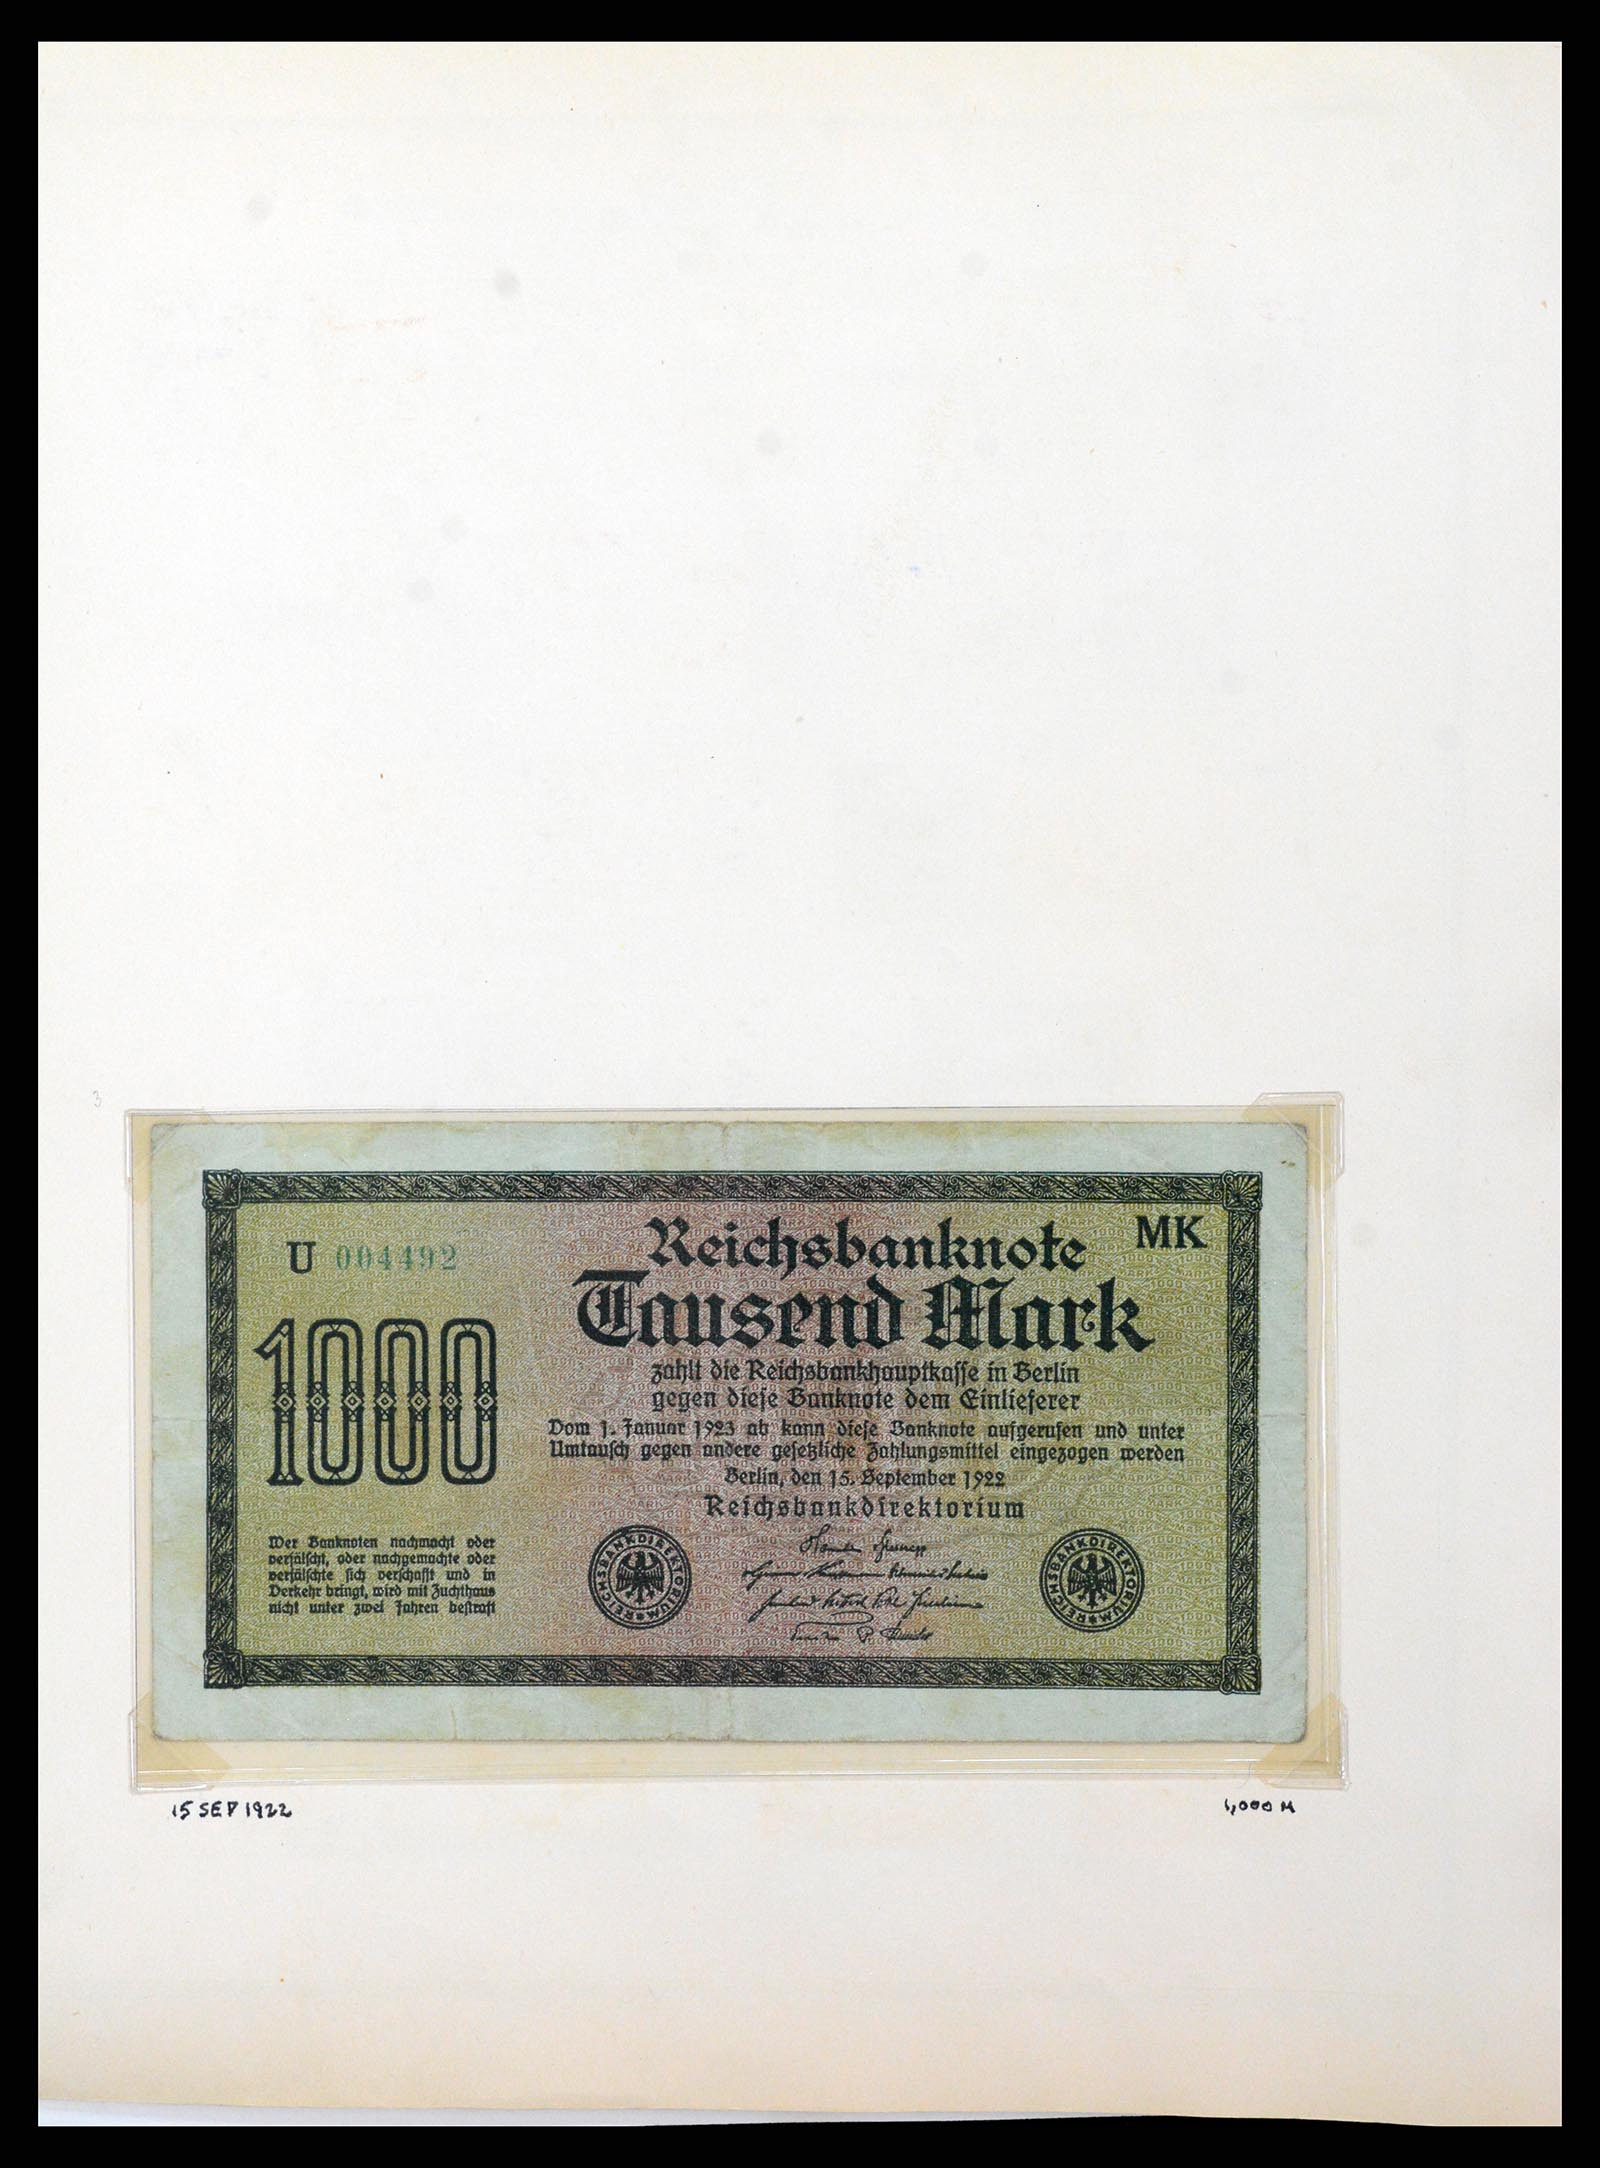 3
Reichsbanknote
MK
U 004492
Tausend Mark
1000
zahlt die Reichsbankhauptkasse in Berlin
gegen diese Banknote dem Einlieferer
Vom 1. Januar 1923 ab kann diese Banknote aufgerufen und unter
Umtausch gegen andere gesetzliche Zahlungsmittel eingezogen werden
Berlin, den 15. September 1922
Reichsbankdirektorium
Wer Banknoten nachmacht oder
verfälscht, oder nachgemachte oder
verfälschte sich verschafft und in
Verkehr bringt, wird mit Zuchthaus
nicht unter zwei Jahren bestraft
REICHSBANKDIREKTORIUM
REICHSBANKDIREKTORIUM
15 SEP 1922
1,000 M